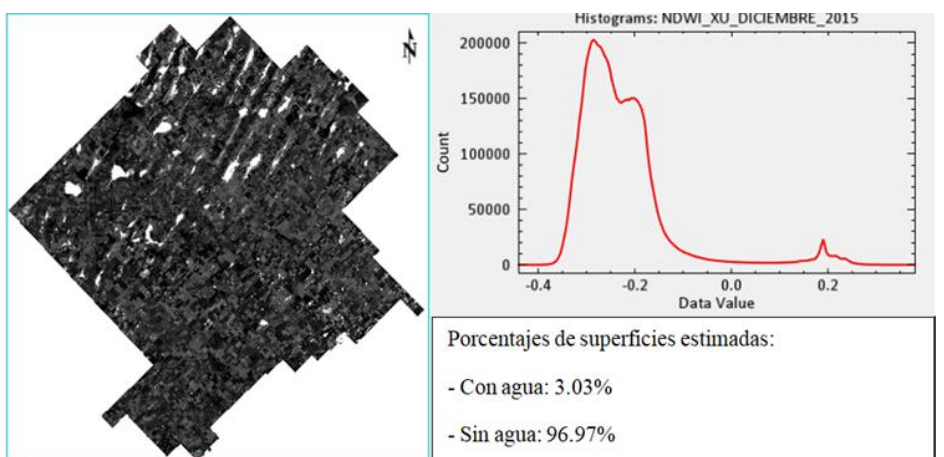 N
Histograms: NDWI_XU_DICIEMBRE_2015
200000
150000
100000
50000
0
Count
-0.4
-0.2
0.0
0.2
Data Value
Porcentajes de superficies estimadas:
- Con agua: 3.03%
- Sin agua: 96.97%